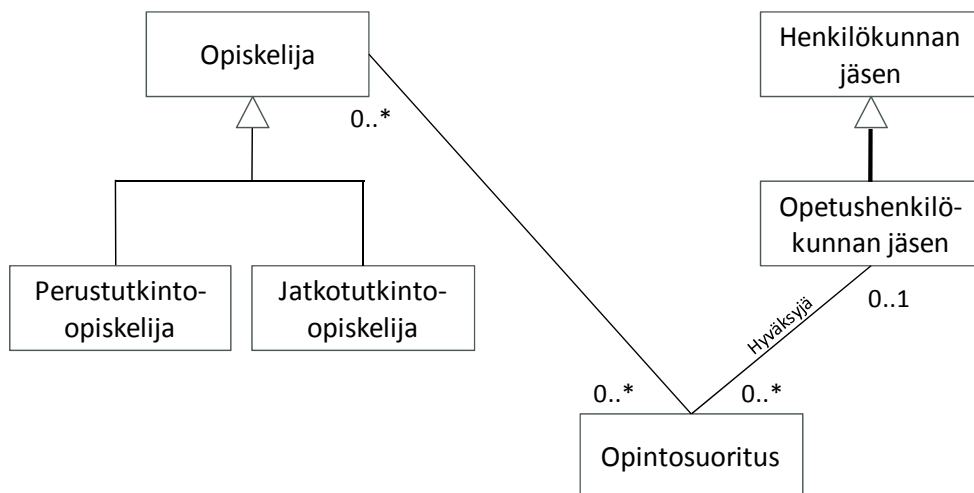 Opiskelija
Henkilökunnan
jäsen
0..*
Opetushenkilö-
kunnan jäsen
Perustutkinto-
opiskelija
Jatkotutkinto-
opiskelija
0..1
Hyväksyjä
0..*
0..*
Opintosuoritus